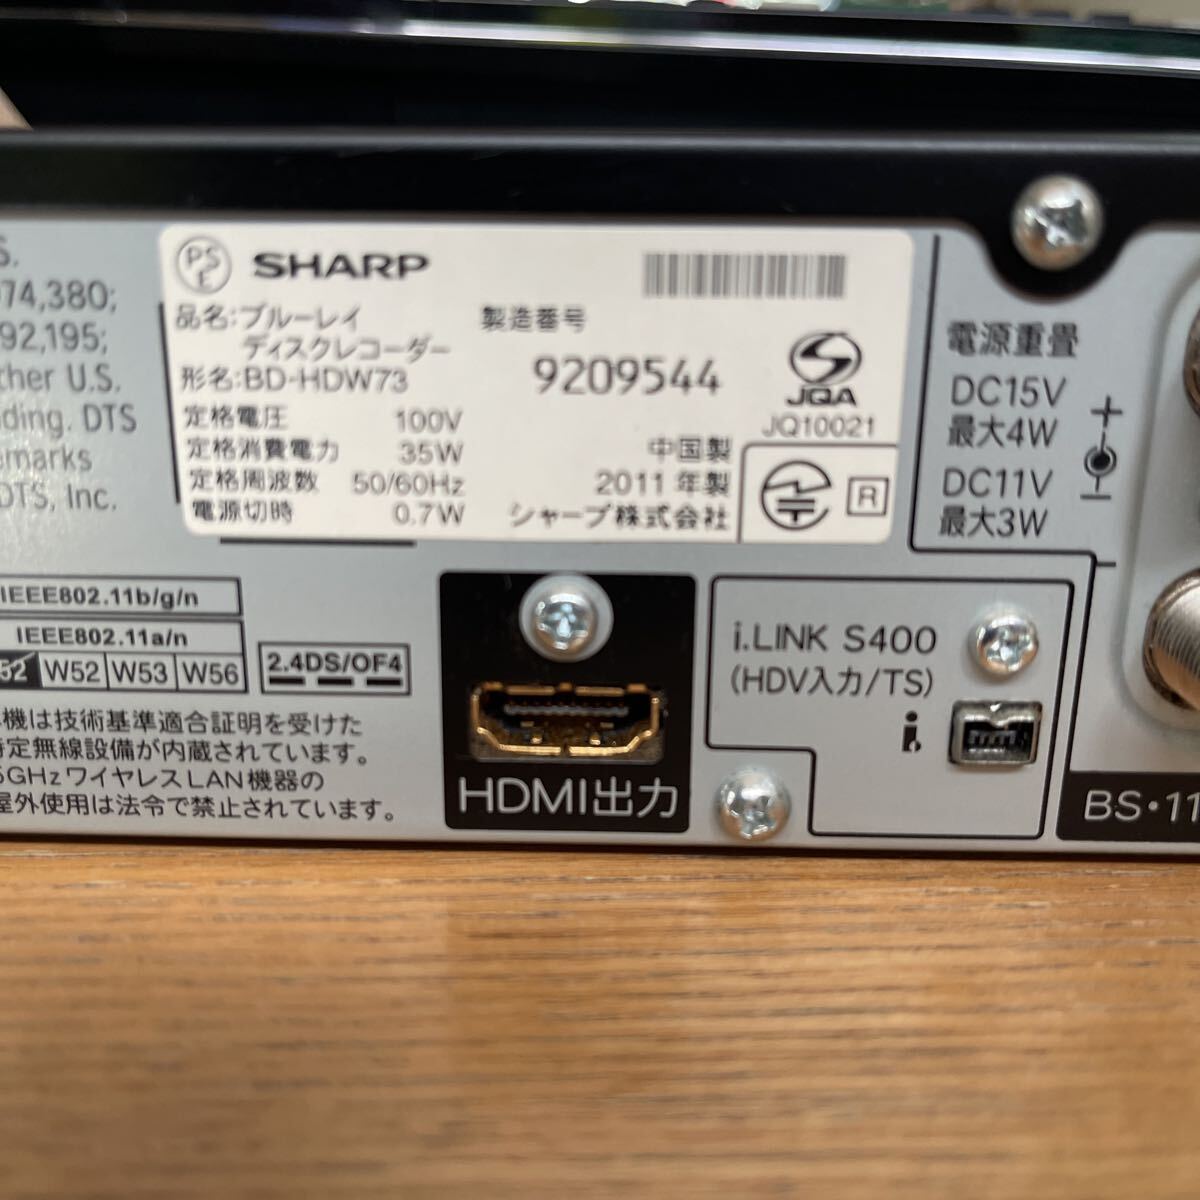 S.
074,380;
92,195;
ther U.S.
ding. DTS
emarks
DTS, Inc.
PS
E
SHARP
品名:ブルーレイ
ディスクレコーダー
形名:BD-HDW73
定格電圧 100V
定格消費電力 35W
定格周波数 50/60Hz
電源切時 0.7W
製造番号
9209544
中国製
2011年製
シャープ株式会社
JQA
JQ10021
R
電源重畳
DC15V
最大4W
DC11V
最大3W
+
−
IEEE802.11b/g/n
IEEE802.11a/n
52 W52 W53 W56
2.4DS/OF4
機は技術基準適合証明を受けた
特定無線設備が内蔵されています。
5GHzワイヤレスLAN機器の
屋外使用は法令で禁止されています。
HDMI出力
i.LINK S400
(HDV入力/TS)
i
BS・11